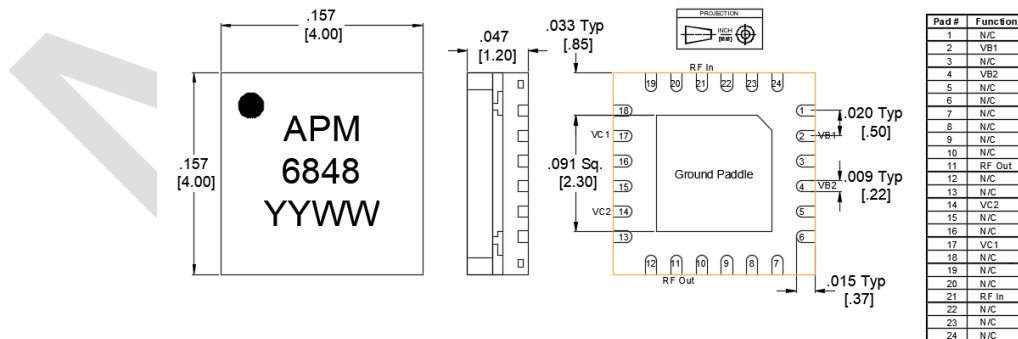 .157
[4.00]
.157
[4.00]
APM
6848
YYWW
.047
[1.20]
.033 Typ
[.85]
PROJECTION
INCH
[MM]
RF In
19 20 21 22 23 24
18
17
16
15
14
13
VC1
VC2
.091 Sq.
[2.30]
Ground Paddle
1
2
3
4
5
6
VB1
VB2
12 11 10 9 8 7
RF Out
.020 Typ
[.50]
.009 Typ
[.22]
.015 Typ
[.37]
Pad # Function
1 N/C
2 VB1
3 N/C
4 VB2
5 N/C
6 N/C
7 N/C
8 N/C
9 N/C
10 N/C
11 RF Out
12 N/C
13 N/C
14 VC2
15 N/C
16 N/C
17 VC1
18 N/C
19 N/C
20 N/C
21 RF In
22 N/C
23 N/C
24 N/C